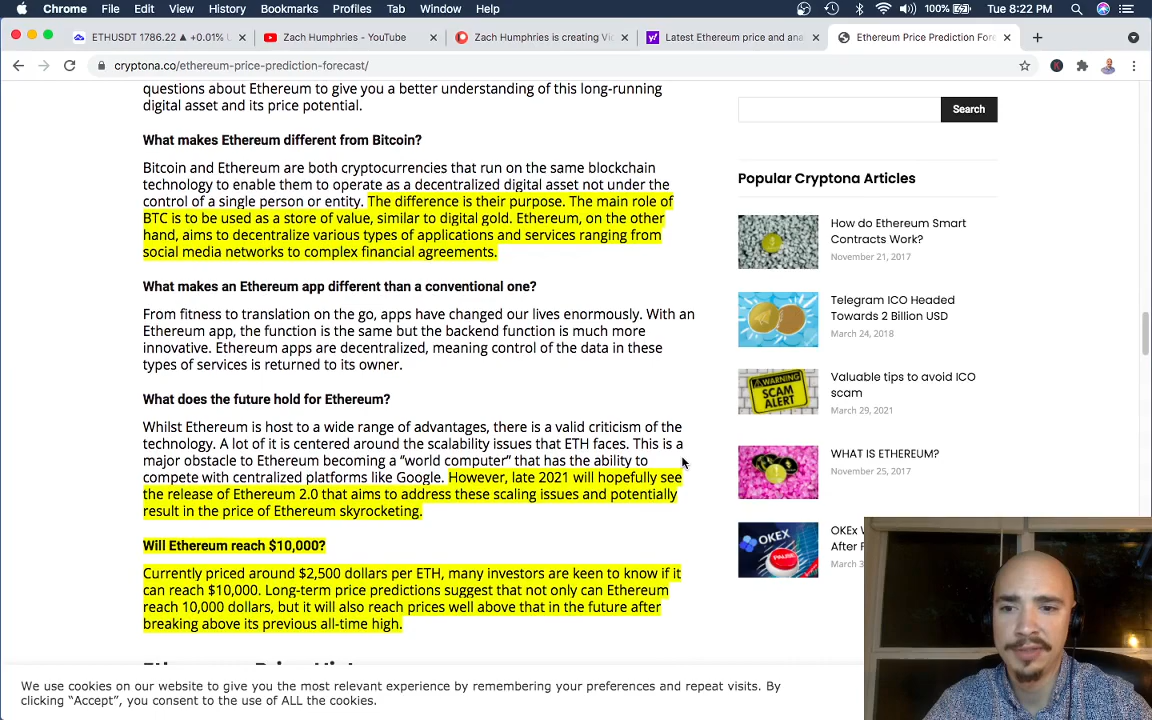 Chrome File Edit View History Bookmarks Profiles Tab Window Help 100% Tue 8:22 PM
ETHUSDT 1786.22 ▲ +0.01% U
Zach Humphries - YouTube
Zach Humphries is creating Vid
Latest Ethereum price and ana
Ethereum Price Prediction Fore
cryptona.co/ethereum-price-prediction-forecast/
questions about Ethereum to give you a better understanding of this long-running
digital asset and its price potential.
What makes Ethereum different from Bitcoin?
Bitcoin and Ethereum are both cryptocurrencies that run on the same blockchain
technology to enable them to operate as a decentralized digital asset not under the
control of a single person or entity. The difference is their purpose. The main role of
BTC is to be used as a store of value, similar to digital gold. Ethereum, on the other
hand, aims to decentralize various types of applications and services ranging from
social media networks to complex financial agreements.
What makes an Ethereum app different than a conventional one?
From fitness to translation on the go, apps have changed our lives enormously. With an
Ethereum app, the function is the same but the backend function is much more
innovative. Ethereum apps are decentralized, meaning control of the data in these
types of services is returned to its owner.
What does the future hold for Ethereum?
Whilst Ethereum is host to a wide range of advantages, there is a valid criticism of the
technology. A lot of it is centered around the scalability issues that ETH faces. This is a
major obstacle to Ethereum becoming a “world computer” that has the ability to
compete with centralized platforms like Google. However, late 2021 will hopefully see
the release of Ethereum 2.0 that aims to address these scaling issues and potentially
result in the price of Ethereum skyrocketing.
Will Ethereum reach $10,000?
Currently priced around $2,500 dollars per ETH, many investors are keen to know if it
can reach $10,000. Long-term price predictions suggest that not only can Ethereum
reach 10,000 dollars, but it will also reach prices well above that in the future after
breaking above its previous all-time high.
Search
Popular Cryptona Articles
How do Ethereum Smart
Contracts Work?
November 21, 2017
Telegram ICO Headed
Towards 2 Billion USD
March 24, 2018
WARNING
SCAM
ALERT
Valuable tips to avoid ICO
scam
March 29, 2021
WHAT IS ETHEREUM?
November 25, 2017
OKEX
OKEx
After
March 3
We use cookies on our website to give you the most relevant experience by remembering your preferences and repeat visits. By
clicking “Accept”, you consent to the use of ALL the cookies.